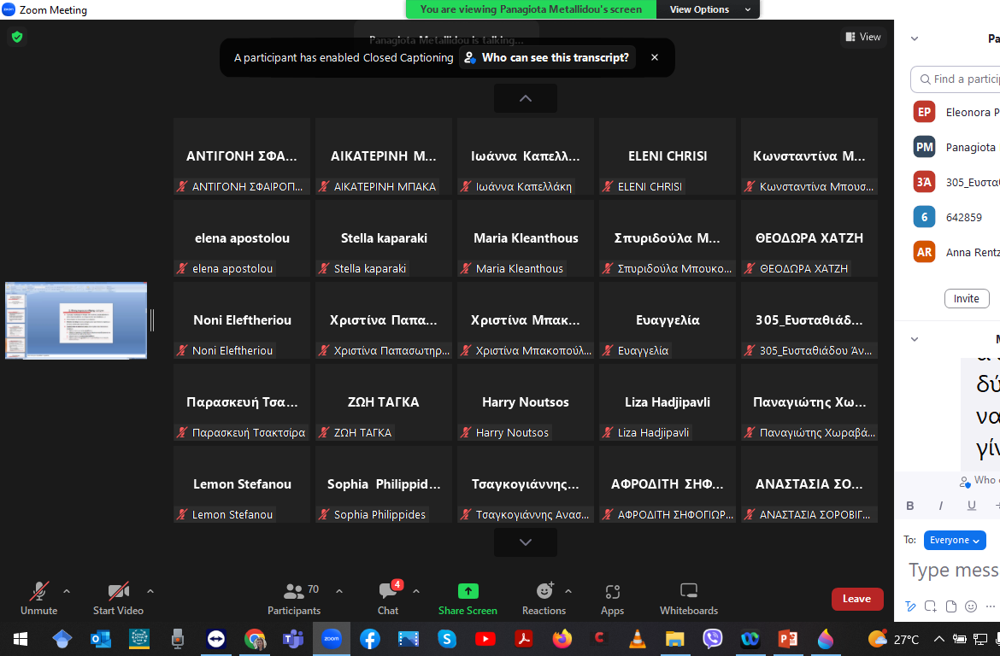 Zoom Meeting
You are viewing Panagiota Metallidou's screen
View Options
Panagiota Metallidou is talking...
View
A participant has enabled Closed Captioning
Who can see this transcript?
ΑΝΤΙΓΟΝΗ ΣΦΑ...
ΑΙΚΑΤΕΡΙΝΗ Μ...
Ιωάννα Καπελλ...
ELENI CHRISI
Κωνσταντίνα Μ...
ΑΝΤΙΓΟΝΗ ΣΦΑΙΡΟΠ...
ΑΙΚΑΤΕΡΙΝΗ ΜΠΑΚΑ
Ιωάννα Καπελλάκη
ELENI CHRISI
Κωνσταντίνα Μπουσ...
elena apostolou
Stella kaparaki
Maria Kleanthous
Σπυριδούλα Μ...
ΘΕΟΔΩΡΑ ΧΑΤΖΗ
elena apostolou
Stella kaparaki
Maria Kleanthous
Σπυριδούλα Μπουκο...
ΘΕΟΔΩΡΑ ΧΑΤΖΗ
Noni Eleftheriou
Χριστίνα Παπα...
Χριστίνα Μπακ...
Ευαγγελία
305_Ευσταθιάδ...
Noni Eleftheriou
Χριστίνα Παπασωτηρ...
Χριστίνα Μπακοπούλ...
Ευαγγελία
305_Ευσταθιάδου Άν...
Παρασκευή Τσα...
ΖΩΗ ΤΑΓΚΑ
Harry Noutsos
Liza Hadjipavli
Παναγιώτης Χω...
Παρασκευή Τσακτσίρα
ΖΩΗ ΤΑΓΚΑ
Harry Noutsos
Liza Hadjipavli
Παναγιώτης Χωραβά...
Lemon Stefanou
Sophia Philippid...
Τσαγκογιάννης...
ΑΦΡΟΔΙΤΗ ΣΗΦ...
ΑΝΑΣΤΑΣΙΑ ΣΟ...
Lemon Stefanou
Sophia Philippides
Τσαγκογιάννης Ανασ...
ΑΦΡΟΔΙΤΗ ΣΗΦΟΓΙΩΡ...
ΑΝΑΣΤΑΣΙΑ ΣΟΡΟΒΙΓ...
Unmute
Start Video
Participants
70
Chat
4
Share Screen
Reactions
Apps
Whiteboards
Leave
Pa
Find a particip
EP Eleonora P
PM Panagiota
3Ά 305_Ευσταθ
6 642859
AR Anna Rentz
Invite
M
δύ
να
γίν
Who
B I U
To: Everyone
Type mess
zoom
27°C